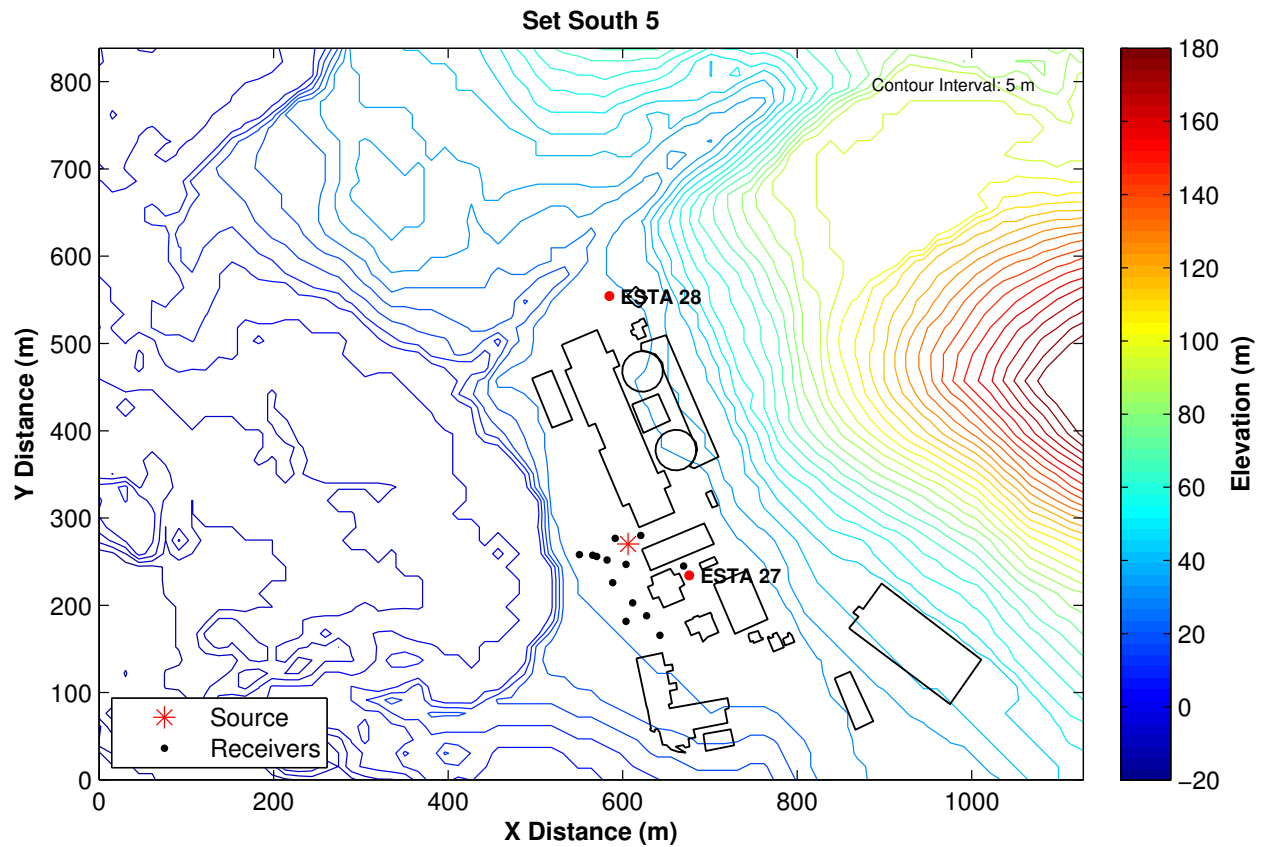 Set South 5
Contour Interval: 5 m
ESTA 28
ESTA 27
Source
Receivers
Y Distance (m)
800
700
600
500
400
300
200
100
0
0
200
400
600
800
1000
X Distance (m)
180
160
140
120
100
80
60
40
20
0
−20
Elevation (m)